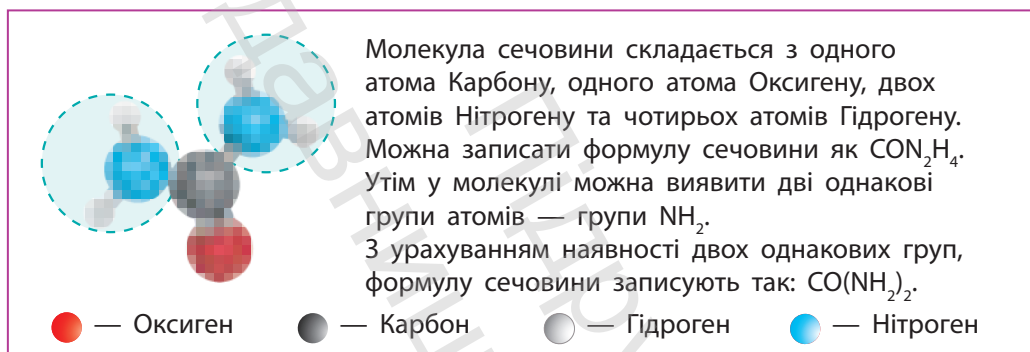 Молекула сечовини складається з одного
атома Карбону, одного атома Оксигену, двох
атомів Нітрогену та чотирьох атомів Гідрогену.
Можна записати формулу сечовини як CON₂H₄.
Утім у молекулі можна виявити дві однакові
групи атомів — групи NH₂.
З урахуванням наявності двох однакових груп,
формулу сечовини записують так: CO(NH₂)₂.
— Оксиген — Карбон — Гідроген — Нітроген